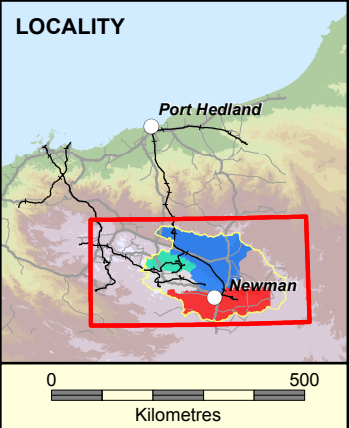 LOCALITY
Port Hedland
Newman
0 500
Kilometres